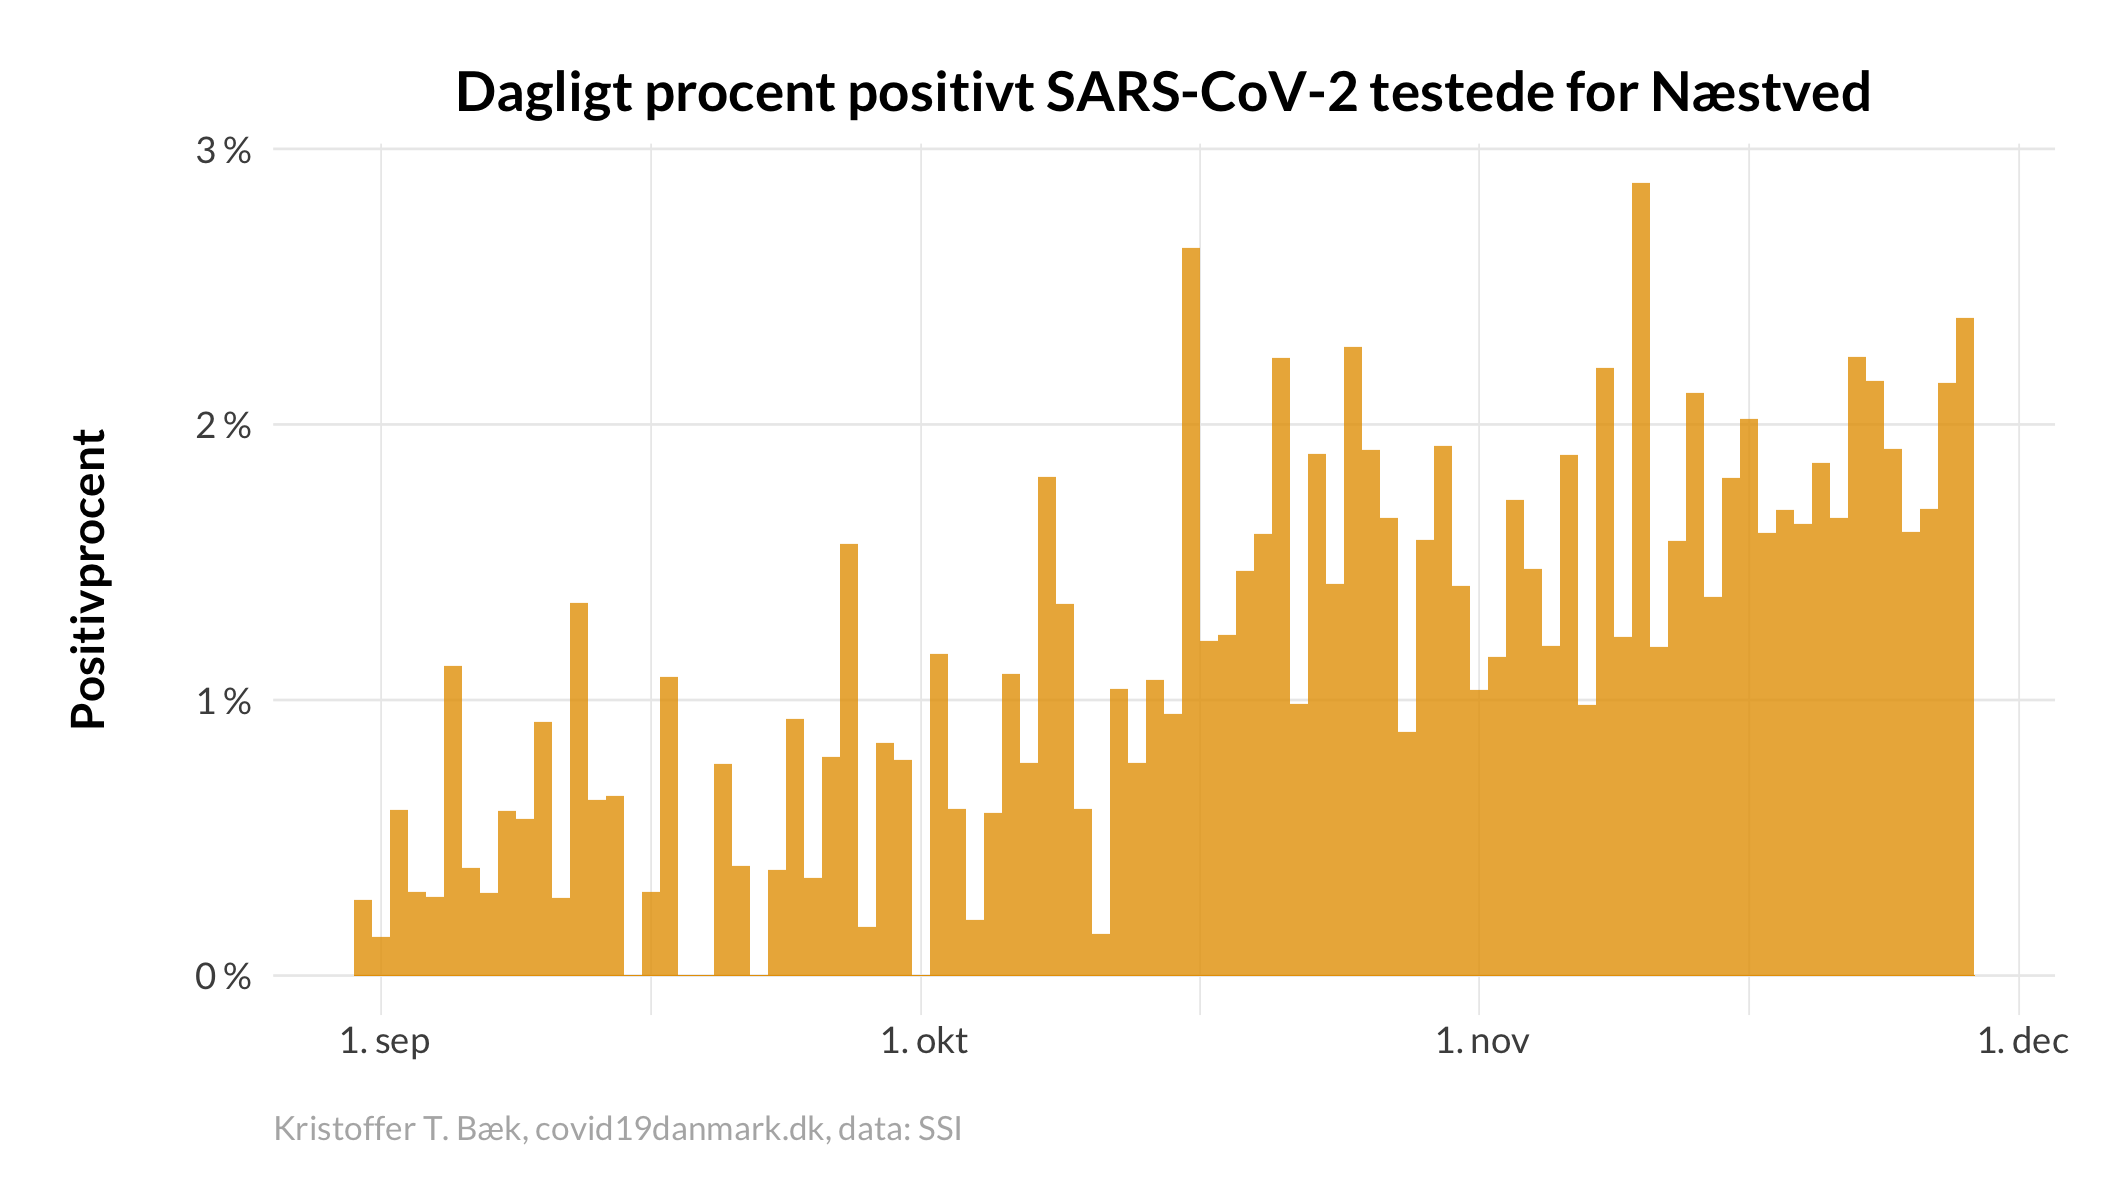 Dagligt procent positivt SARS-CoV-2 testede for Næstved
Positivprocent
3 %
2 %
1 %
0 %
1. sep
1. okt
1. nov
1. dec
Kristoffer T. Bæk, covid19danmark.dk, data: SSI